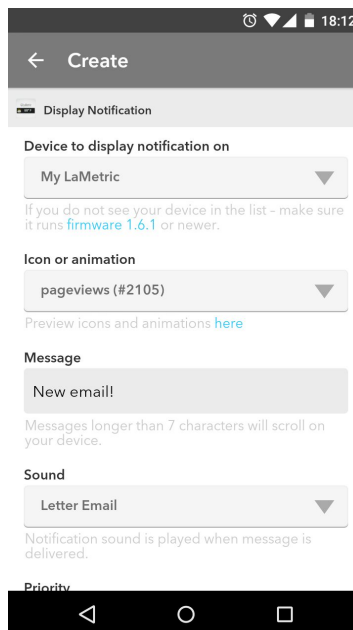 18:12
Create
Display Notification
Device to display notification on
My LaMetric
If you do not see your device in the list – make sure
it runs firmware 1.6.1 or newer.
Icon or animation
pageviews (#2105)
Preview icons and animations here
Message
New email!
Messages longer than 7 characters will scroll on
your device.
Sound
Letter Email
Notification sound is played when message is
delivered.
Priority